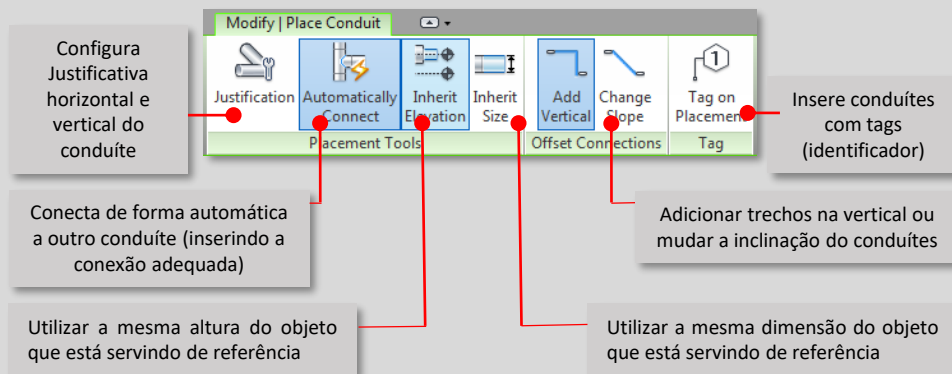 Modify | Place Conduit
Configura
Justificativa
horizontal e
vertical do
conduíte
Justification
Automatically
Connect
Inherit
Elevation
Inherit
Size
Add
Vertical
Change
Slope
1
Tag on
Placement
Placement Tools
Offset Connections
Tag
Insere conduítes
com tags
(identificador)
Conecta de forma automática
a outro conduíte (inserindo a
conexão adequada)
Adicionar trechos na vertical ou
mudar a inclinação do conduítes
Utilizar a mesma altura do objeto
que está servindo de referência
Utilizar a mesma dimensão do objeto
que está servindo de referência